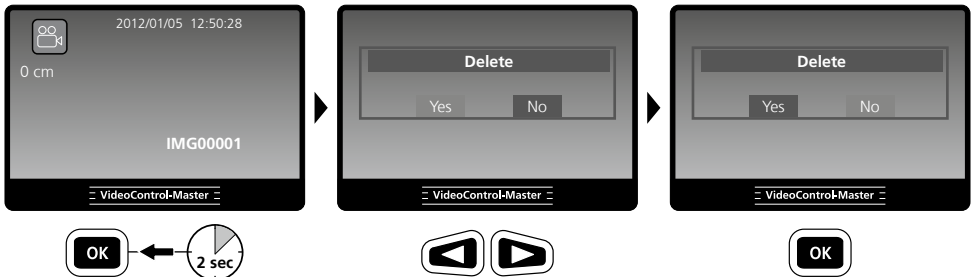 2012/01/05 12:50:28
0 cm
IMG00001
VideoControl-Master
OK
2 sec
Delete
Yes No
VideoControl-Master
Delete
Yes No
VideoControl-Master
OK